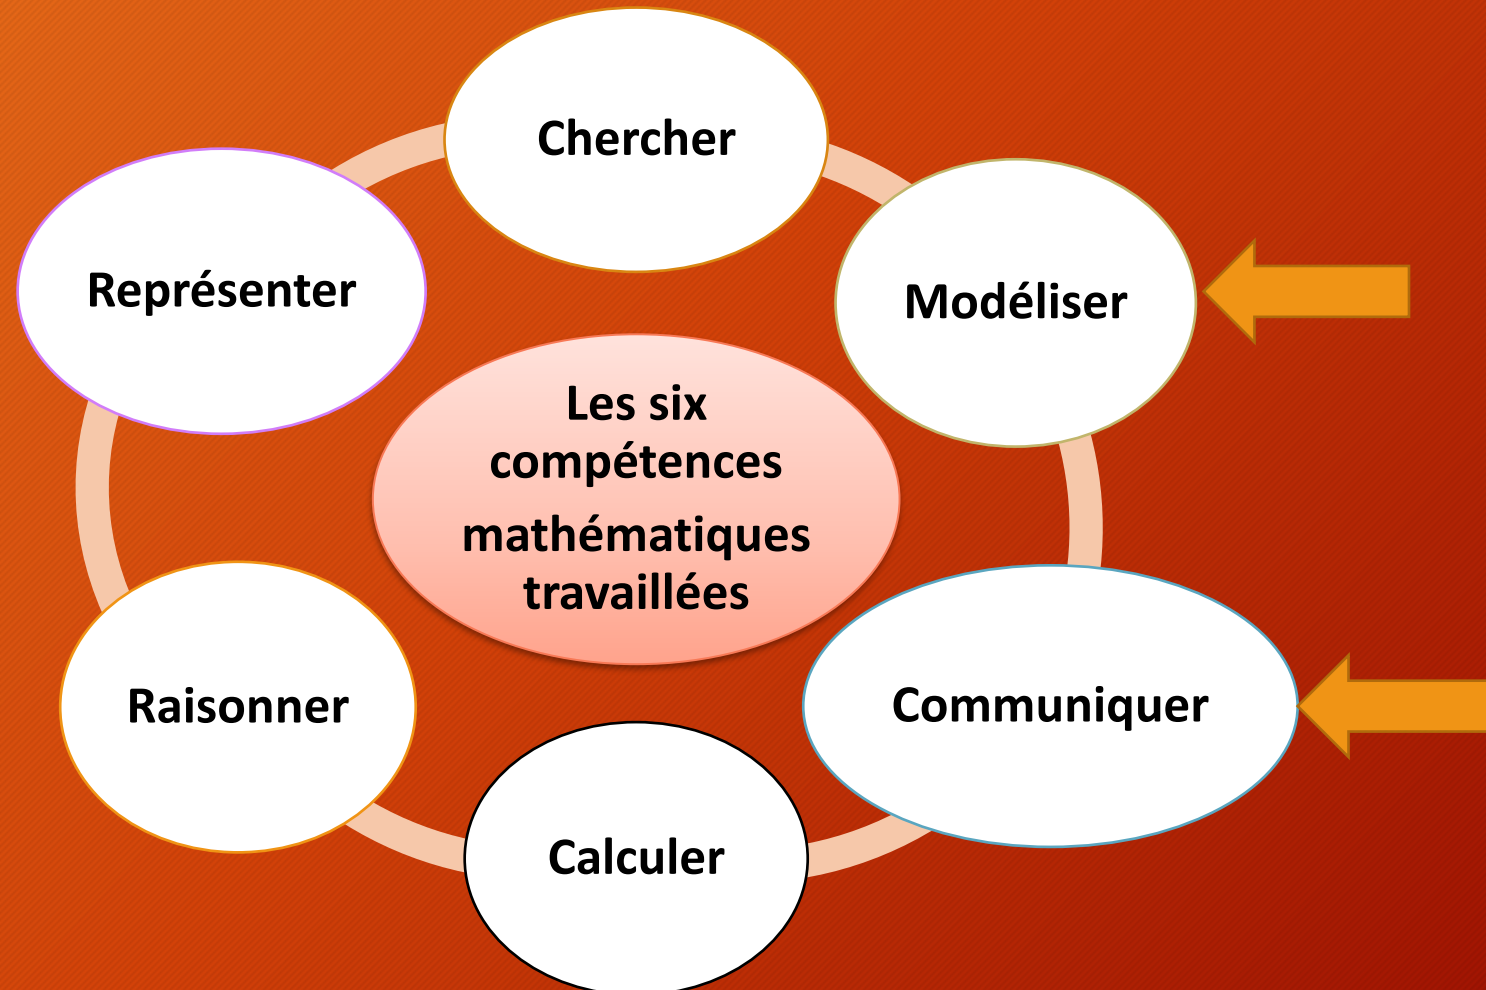 Chercher
Modéliser
Représenter
Les six
compétences
mathématiques
travaillées
Communiquer
Raisonner
Calculer